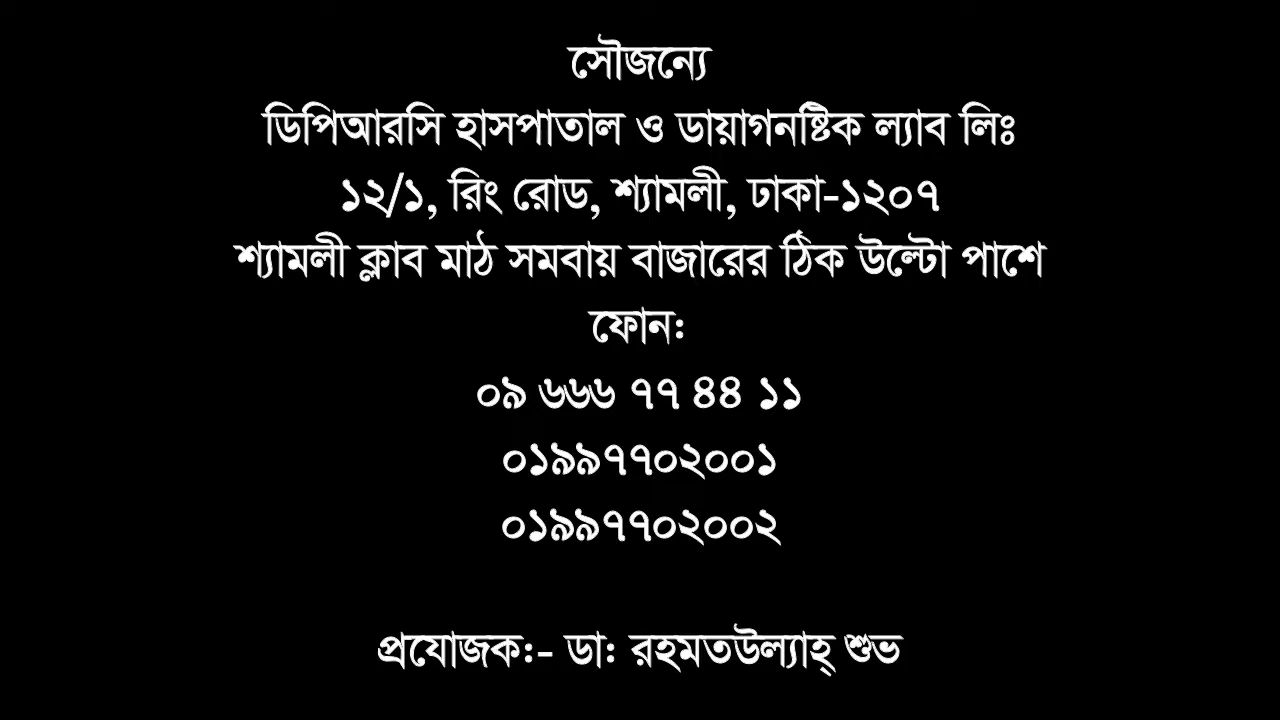 সৌজন্যে
ডিপিআরসি হাসপাতাল ও ডায়াগনষ্টিক ল্যাব লিঃ
১২/১, রিং রোড, শ্যামলী, ঢাকা-১২০৭
শ্যামলী ক্লাব মাঠ সমবায় বাজারের ঠিক উল্টো পাশে
ফোন:
০৯ ৬৬৬ ৭৭ ৪৪ ১১
০১৯৯৭৭০২০০১
০১৯৯৭৭০২০০২
প্রযোজক:- ডা: রহমতউল্যাহ্ শুভ